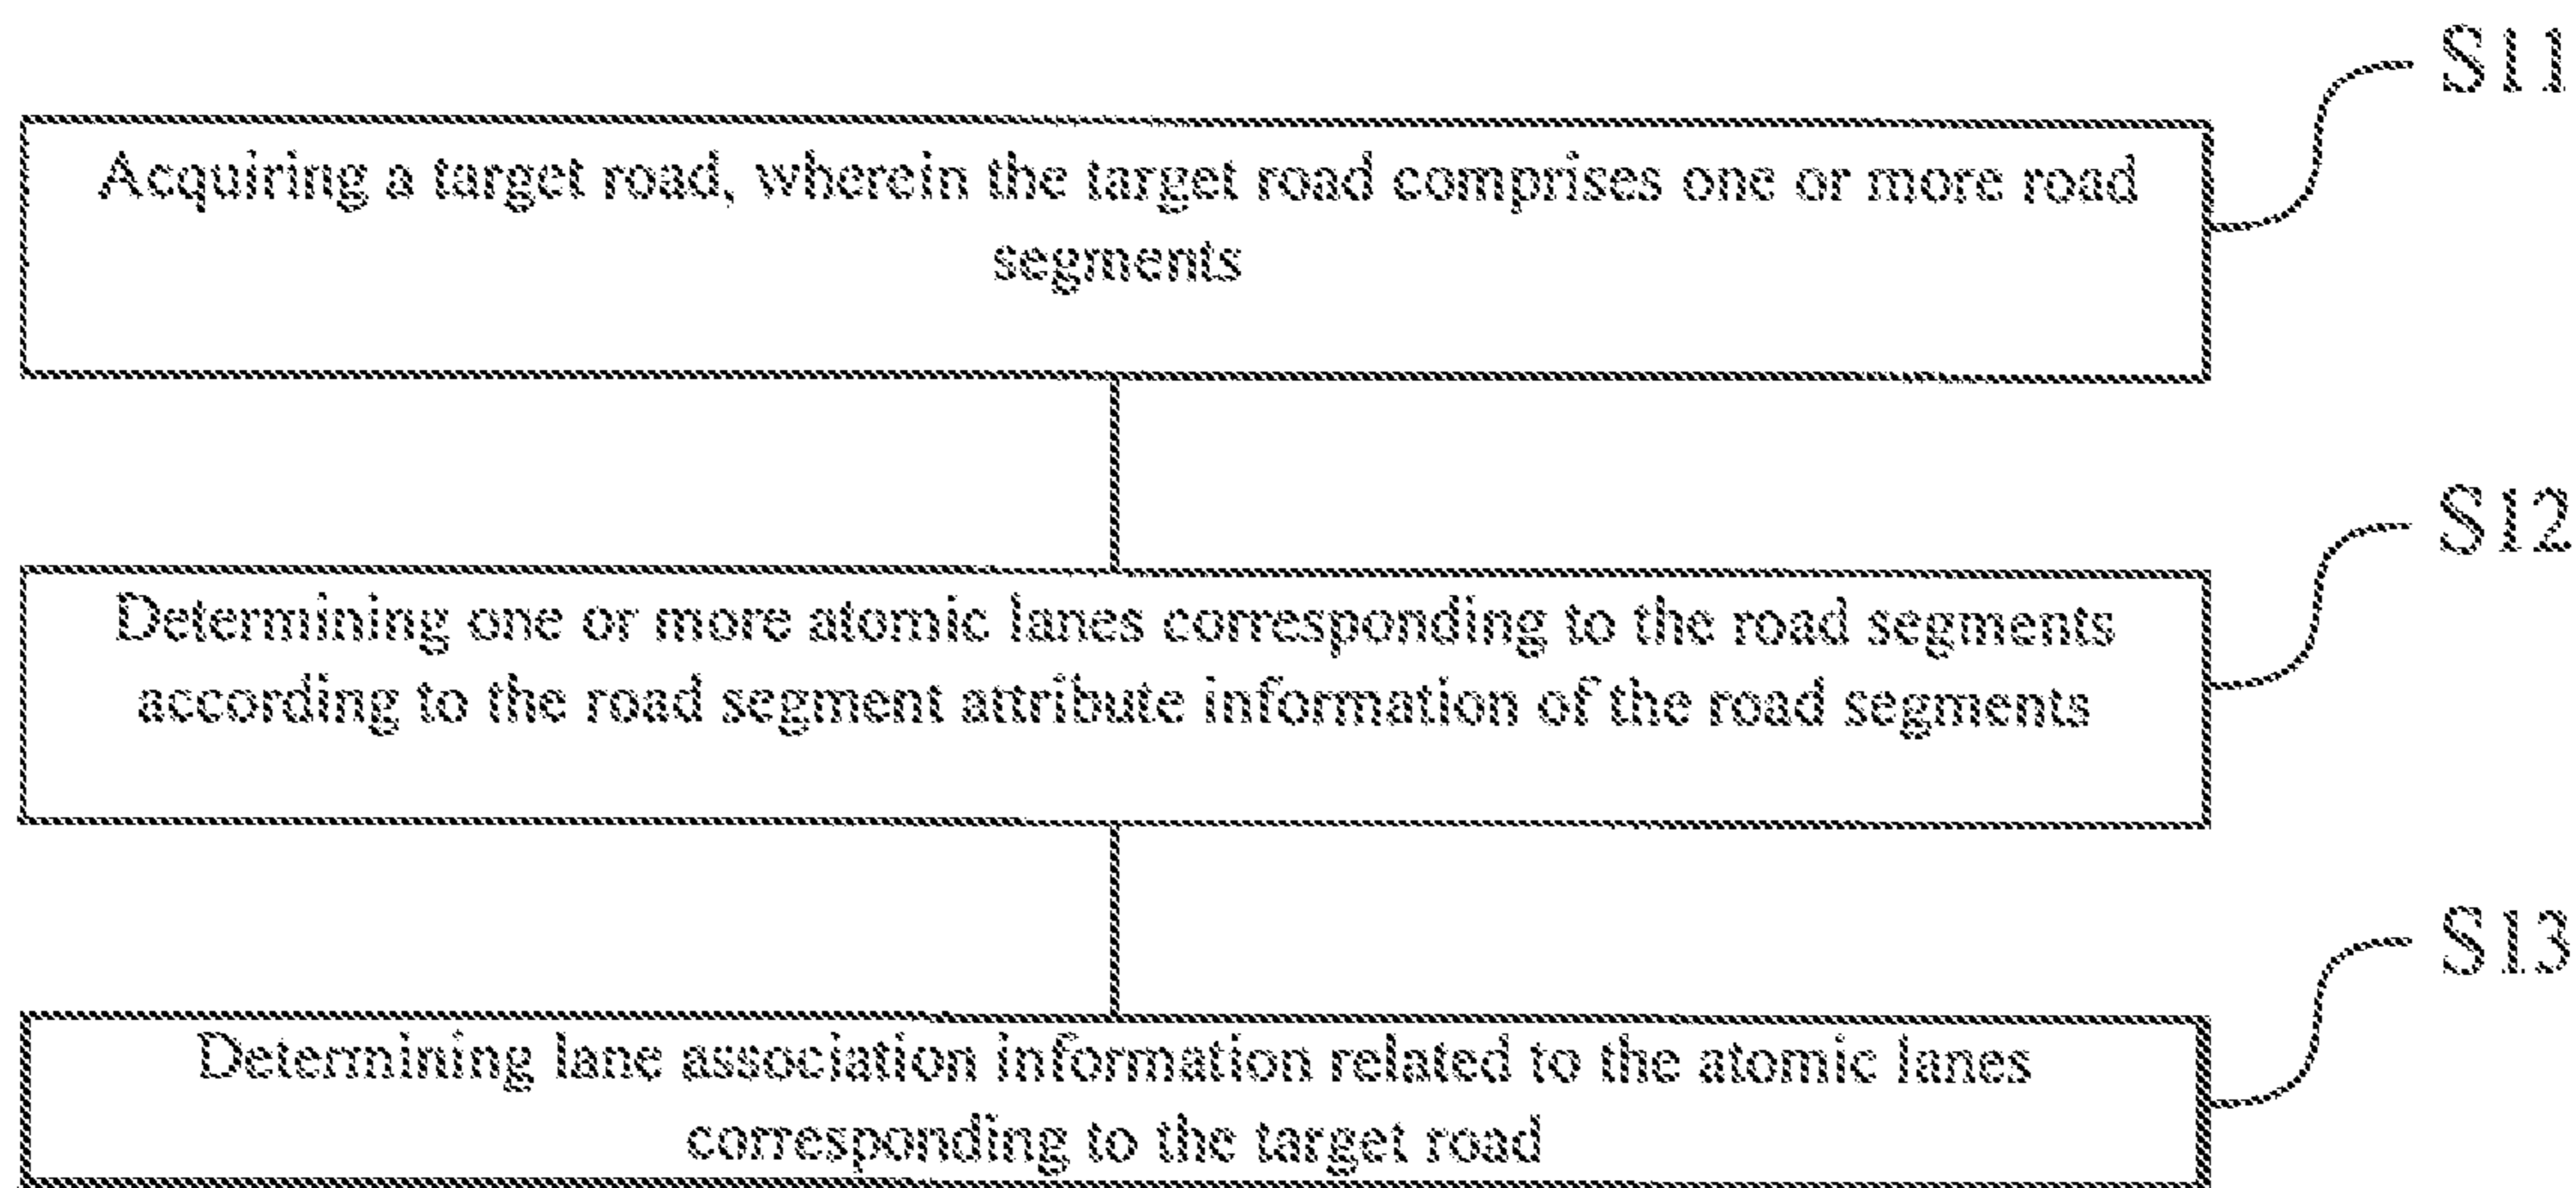 S11
Acquiring a target road, wherein the target road comprises one or more road
segments
S12
Determining one or more atomic lanes corresponding to the road segments
according to the road segment attribute information of the road segments
S13
Determining lane association information related to the atomic lanes
corresponding to the target road